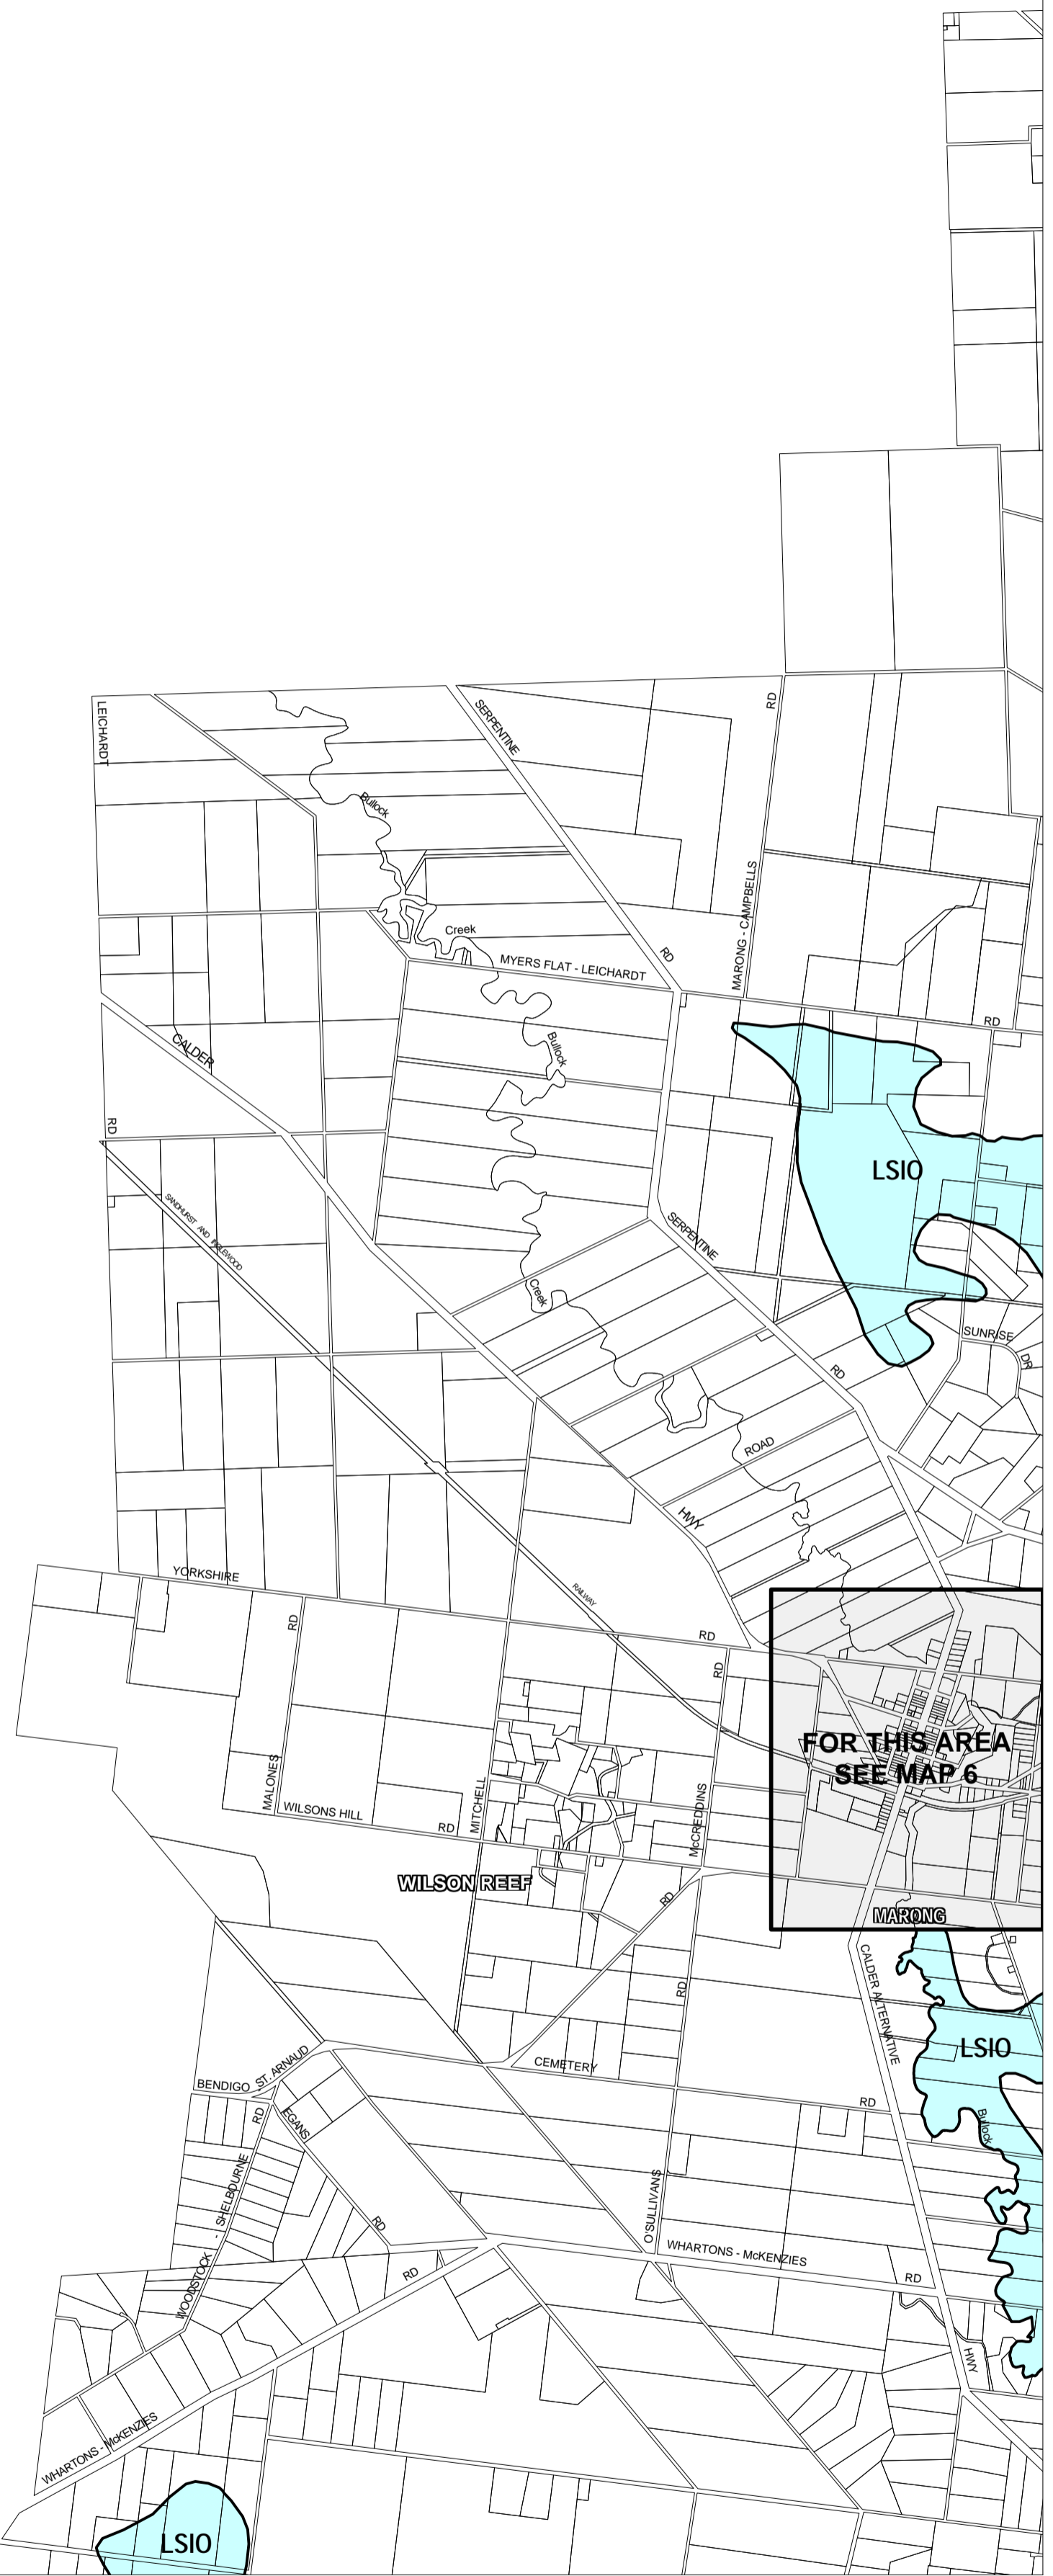 LEICHARDT
SERPENTINE
RD
Bullock
MARONG - CAMPBELLS
Creek
RD
MYERS FLAT - LEICHARDT
RD
CALDER
Bullock
RD
LSIO
SANDHURST AND INGLEWOOD
SERPENTINE
Creek
SUNRISE
DR
RD
ROAD
HWY
YORKSHIRE
RAILWAY
RD
RD
RD
FOR THIS AREA
SEE MAP 6
MALONES
WILSONS HILL
RD
MITCHELL
McCREDDINS
WILSON REEF
RD
MARONG
CALDER ALTERNATIVE
RD
LSIO
CEMETERY
BENDIGO
ST. ARNAUD
RD
EGANS
RD
Bullock
WOODSTOCK - SHELBOURNE
RD
O'SULLIVANS
WHARTONS - McKENZIES
RD
RD
HWY
WHARTONS - McKENZIES
LSIO